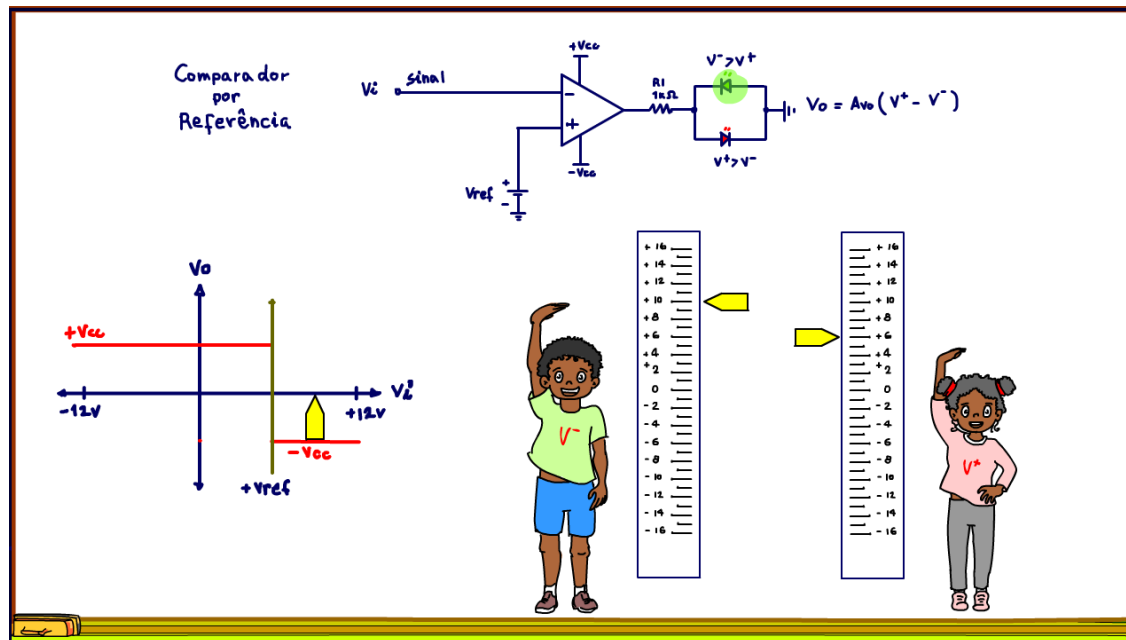 Comparador
por
Referência
Vi
sinal
+Vcc
-
+
-Vcc
Vref
+
-
R1
1kΩ
V⁻>V⁺
V⁺>V⁻
Vo = Avo (V⁺ - V⁻)
Vo
+Vcc
-12V
+12V
Vi
-Vcc
+Vref
V⁻
+16
+14
+12
+10
+8
+6
+4
+2
0
-2
-4
-6
-8
-10
-12
-14
-16
+16
+14
+12
+10
+8
+6
+4
+2
0
-2
-4
-6
-8
-10
-12
-14
-16
V⁺